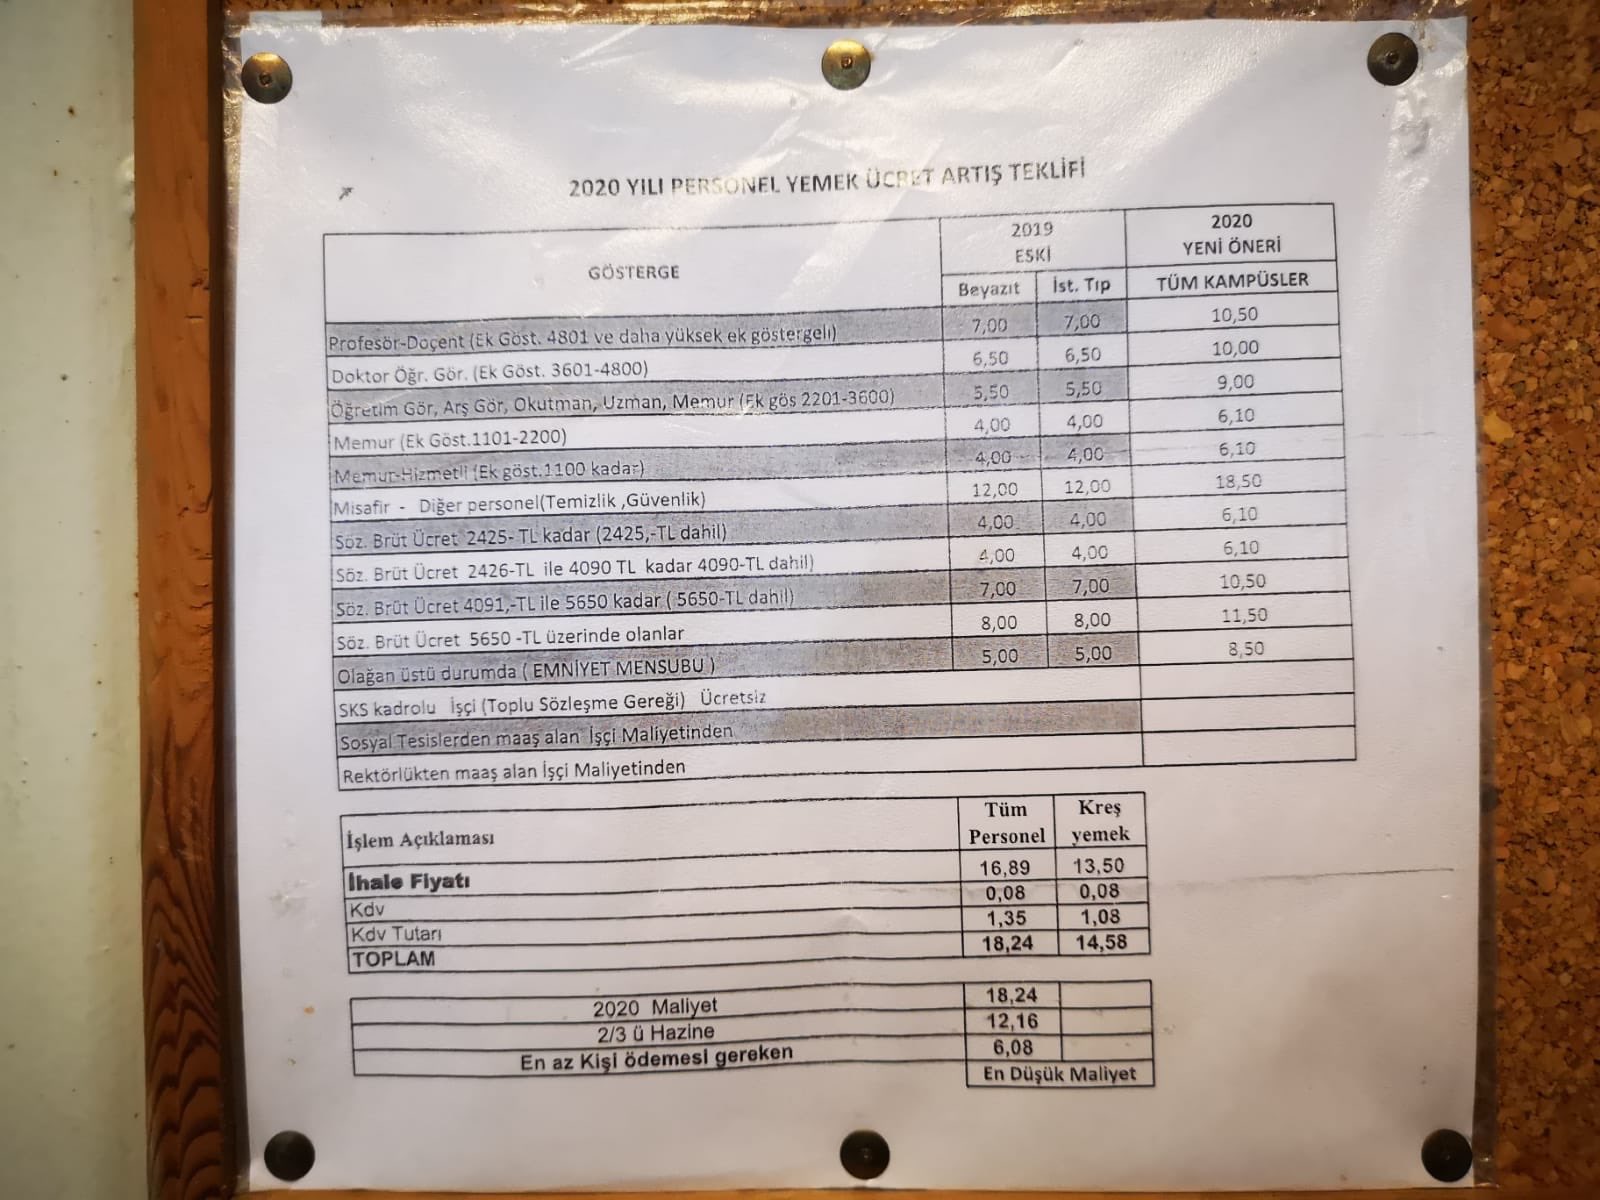 2020 YILI PERSONEL YEMEK ÜCRET ARTIŞ TEKLİFİ
GÖSTERGE 2019 ESKİ 2020 YENİ ÖNERİ
Beyazıt İst. Tıp TÜM KAMPÜSLER
Profesör-Doçent (Ek Göst. 4801 ve daha yüksek ek göstergeli) 7,00 7,00 10,50
Doktor Öğr. Gör. (Ek Göst. 3601-4800) 6,50 6,50 10,00
Öğretim Gör, Arş Gör, Okutman, Uzman, Memur (Ek gös 2201-3600) 5,50 5,50 9,00
Memur (Ek Göst.1101-2200) 4,00 4,00 6,10
Memur-Hizmetli (Ek göst.1100 kadar) 4,00 4,00 6,10
Misafir - Diğer personel(Temizlik ,Güvenlik) 12,00 12,00 18,50
Söz. Brüt Ücret 2425- TL kadar (2425,-TL dahil) 4,00 4,00 6,10
Söz. Brüt Ücret 2426-TL ile 4090 TL kadar 4090-TL dahil) 4,00 4,00 6,10
Söz. Brüt Ücret 4091,-TL ile 5650 kadar ( 5650-TL dahil) 7,00 7,00 10,50
Söz. Brüt Ücret 5650 -TL üzerinde olanlar 8,00 8,00 11,50
Olağan üstü durumda ( EMNİYET MENSUBU ) 5,00 5,00 8,50
SKS kadrolu İşçi (Toplu Sözleşme Gereği) Ücretsiz
Sosyal Tesislerden maaş alan İşçi Maliyetinden
Rektörlükten maaş alan İşçi Maliyetinden
İşlem Açıklaması Tüm Personel Kreş yemek
İhale Fiyatı 16,89 13,50
Kdv 0,08 0,08
Kdv Tutarı 1,35 1,08
TOPLAM 18,24 14,58
2020 Maliyet 18,24
2/3 ü Hazine 12,16
En az Kişi ödemesi gereken 6,08
En Düşük Maliyet